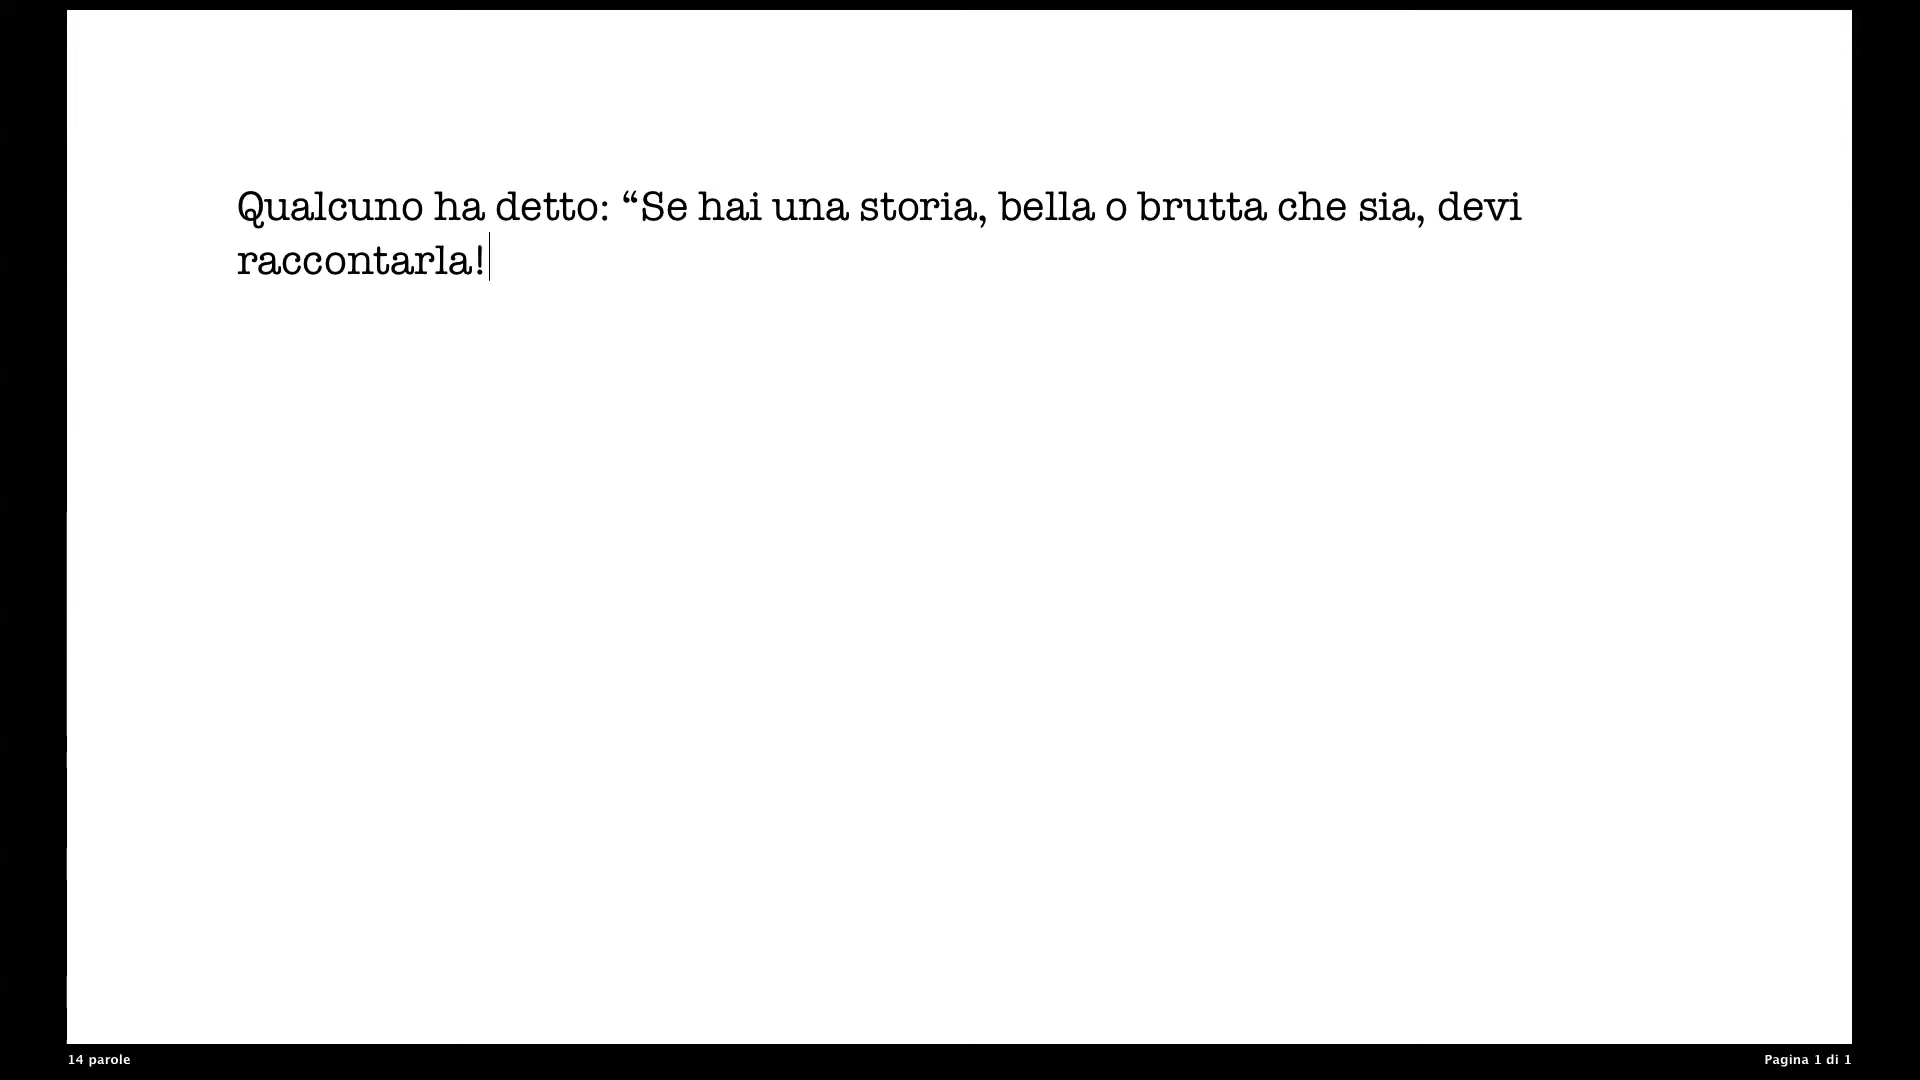 Qualcuno ha detto: “Se hai una storia, bella o brutta che sia, devi
raccontarla!
14 parole
Pagina 1 di 1